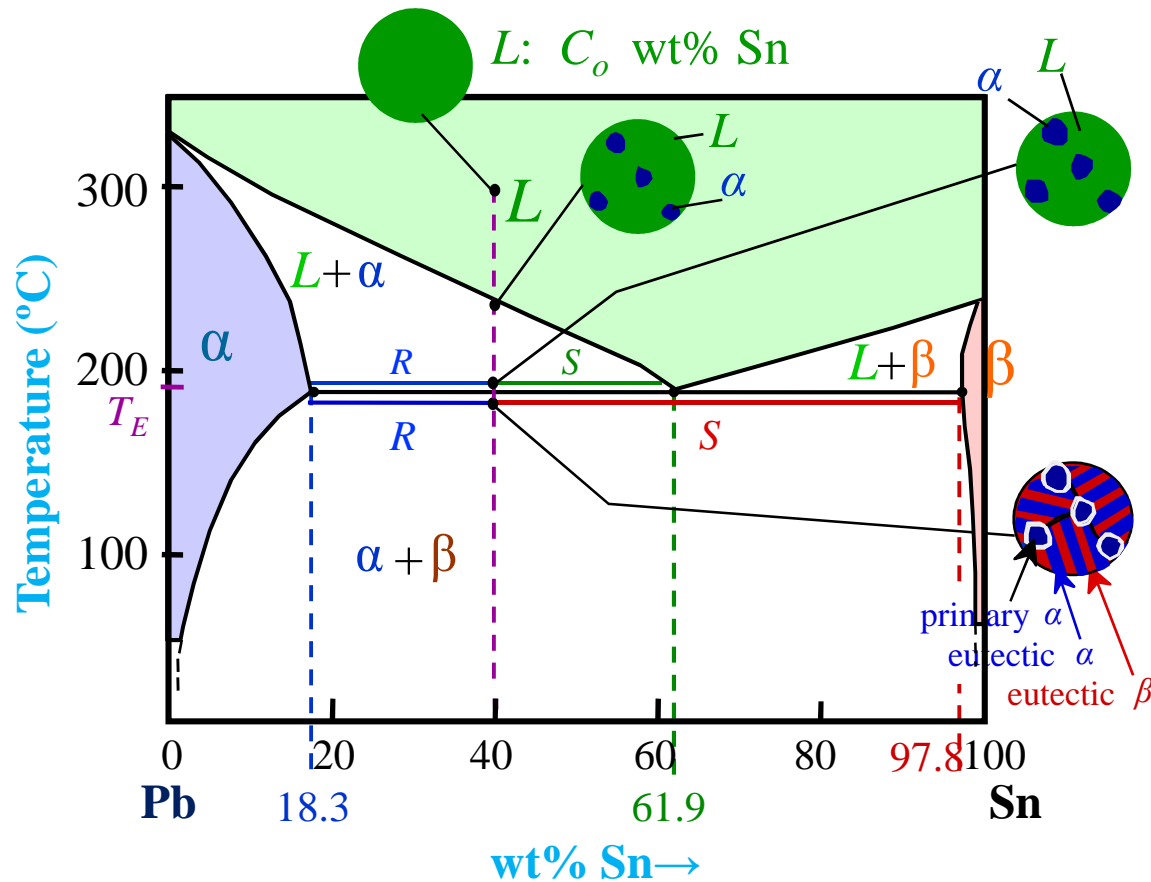 L: Cₒ wt% Sn
α
L
L
α
300
L
L+α
α
200
R
S
L+β
β
T_E
R
S
100
α+β
primary α
eutectic α
eutectic β
0
20
40
60
80
97.8
100
Pb
18.3
61.9
Sn
wt% Sn→
Temperature (ºC)